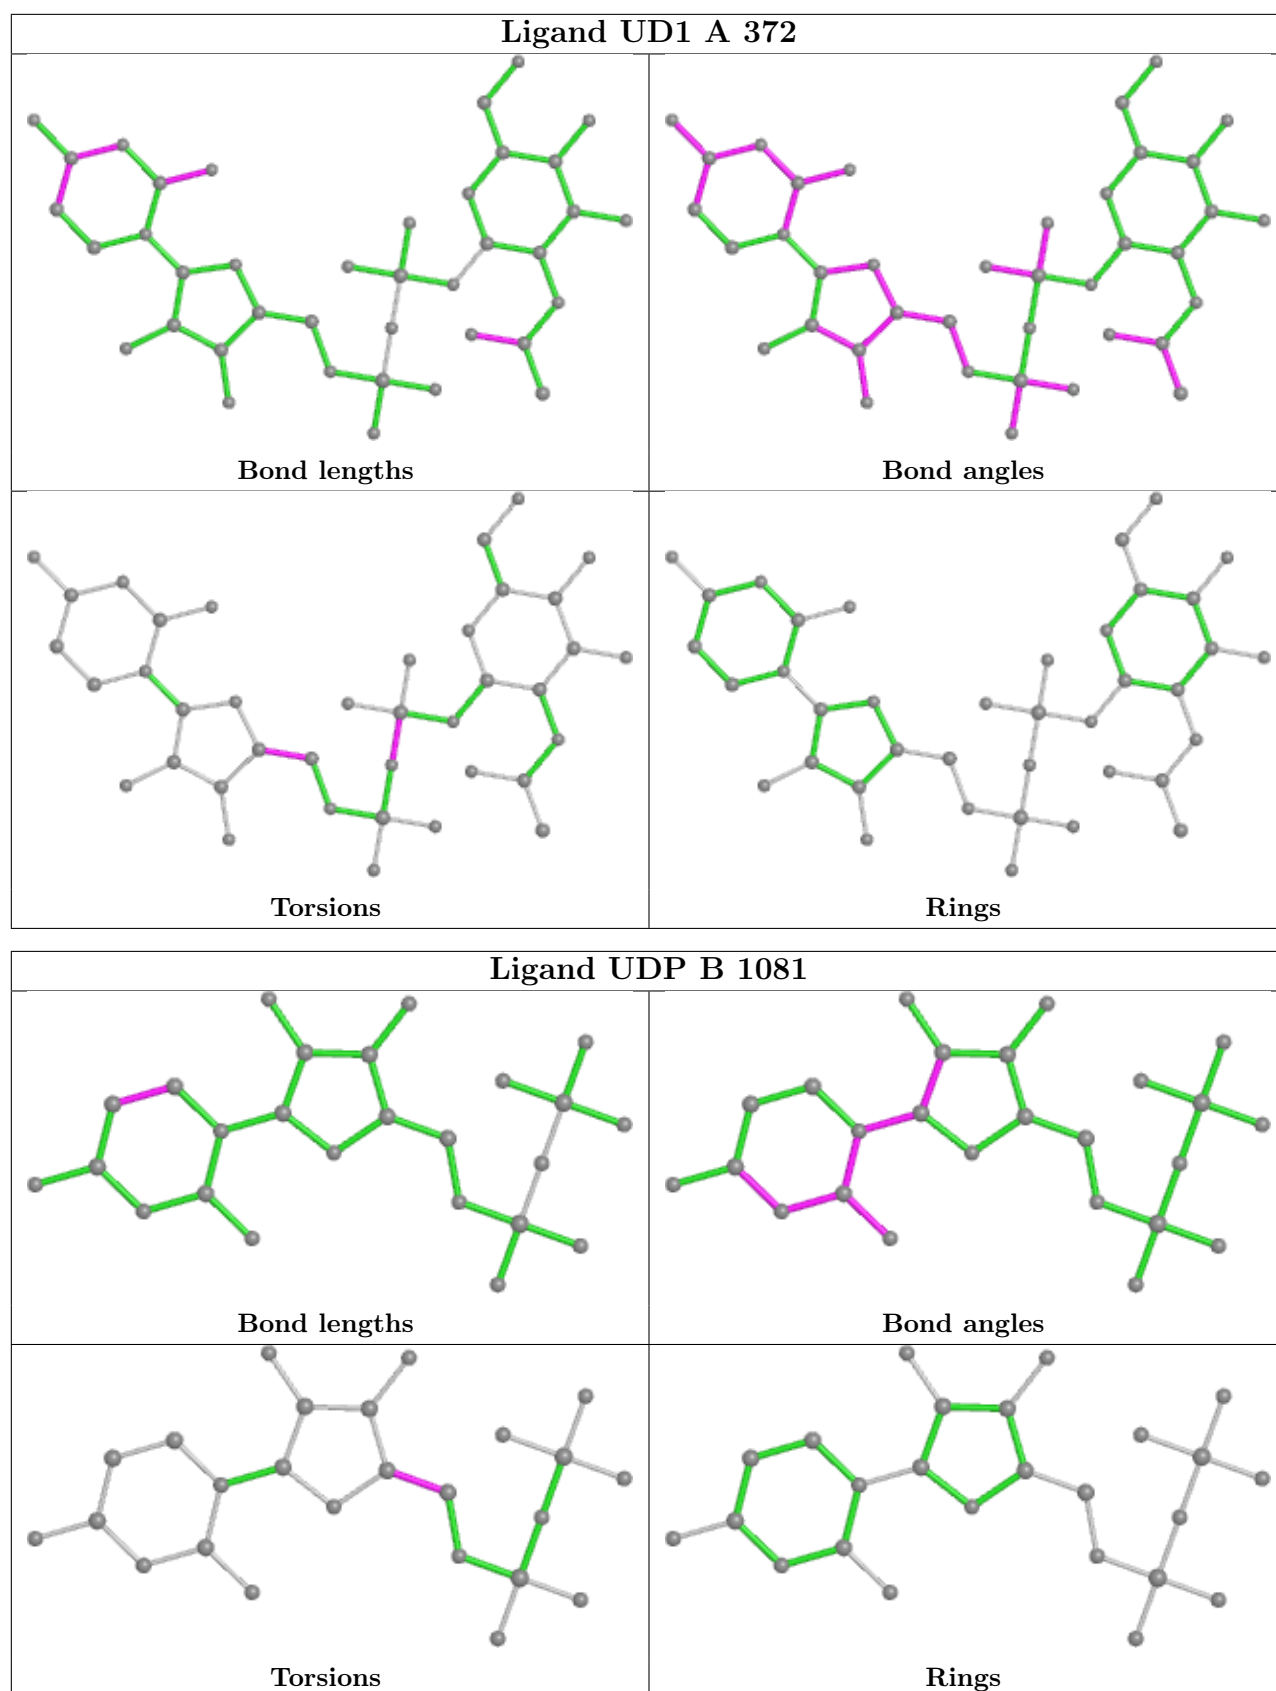 Ligand UD1 A 372
Bond lengths
Bond angles
Torsions
Rings
Ligand UDP B 1081
Bond lengths
Bond angles
Torsions
Rings